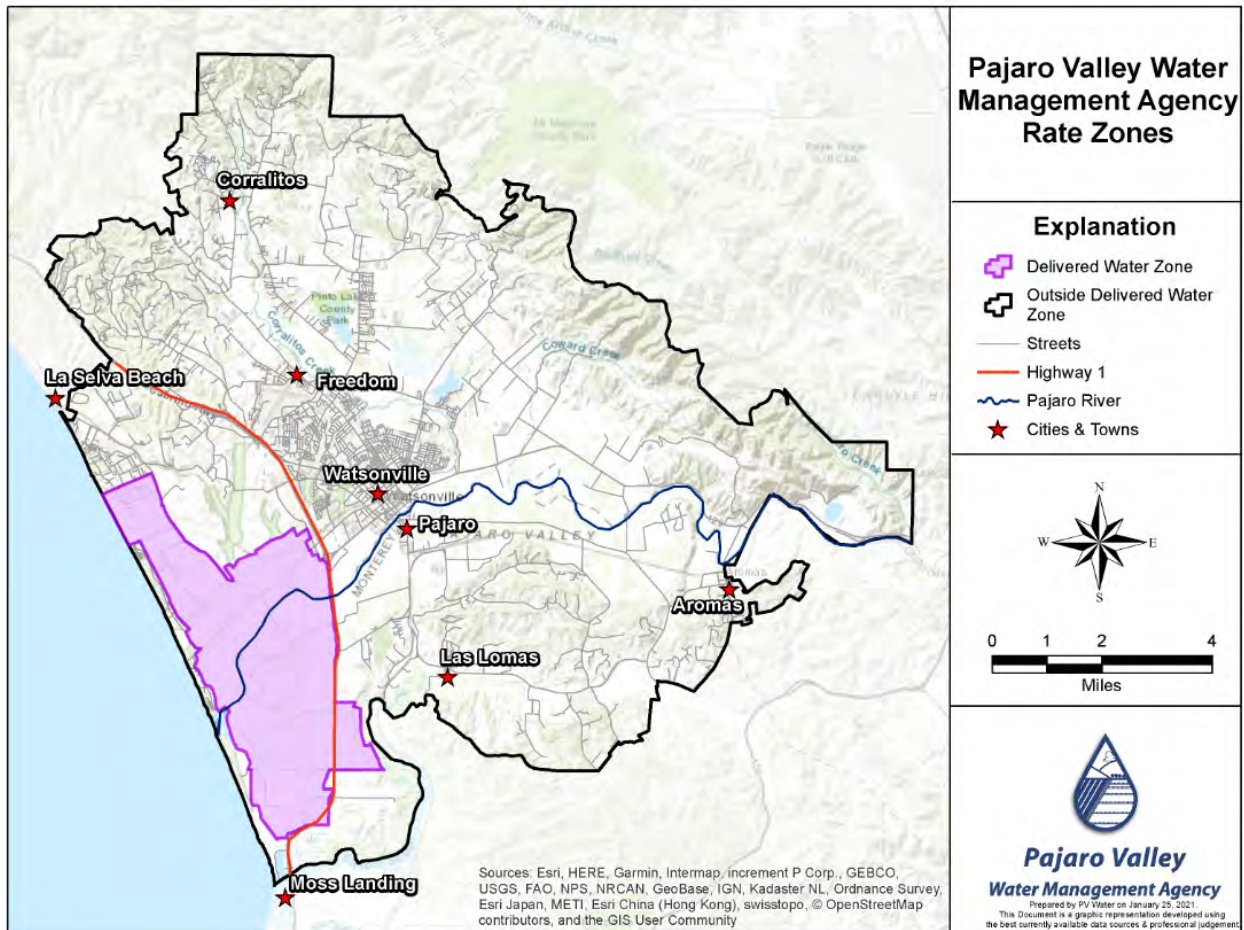 Pajaro Valley Water
Management Agency
Rate Zones
Explanation
Delivered Water Zone
Outside Delivered Water
Zone
Streets
Highway 1
Pajaro River
Cities & Towns
N
W
E
S
0 1 2 4
Miles
Pajaro Valley
Water Management Agency
Prepared by PV Water on January 25, 2021.
This Document is a graphic representation developed using
the best currently available data sources & professional judgement
Corralitos
Pinto Lake
County
Park
Corralitos Creek
Coward Creek
Freedom
La Selva Beach
Watsonville
Watsonville
Pajaro
PAJARO VALLEY
MONTEREY
Aromas
Aromas
Las Lomas
Moss Landing
Sources: Esri, HERE, Garmin, Intermap, increment P Corp., GEBCO,
USGS, FAO, NPS, NRCAN, GeoBase, IGN, Kadaster NL, Ordnance Survey,
Esri Japan, METI, Esri China (Hong Kong), swisstopo, © OpenStreetMap
contributors, and the GIS User Community